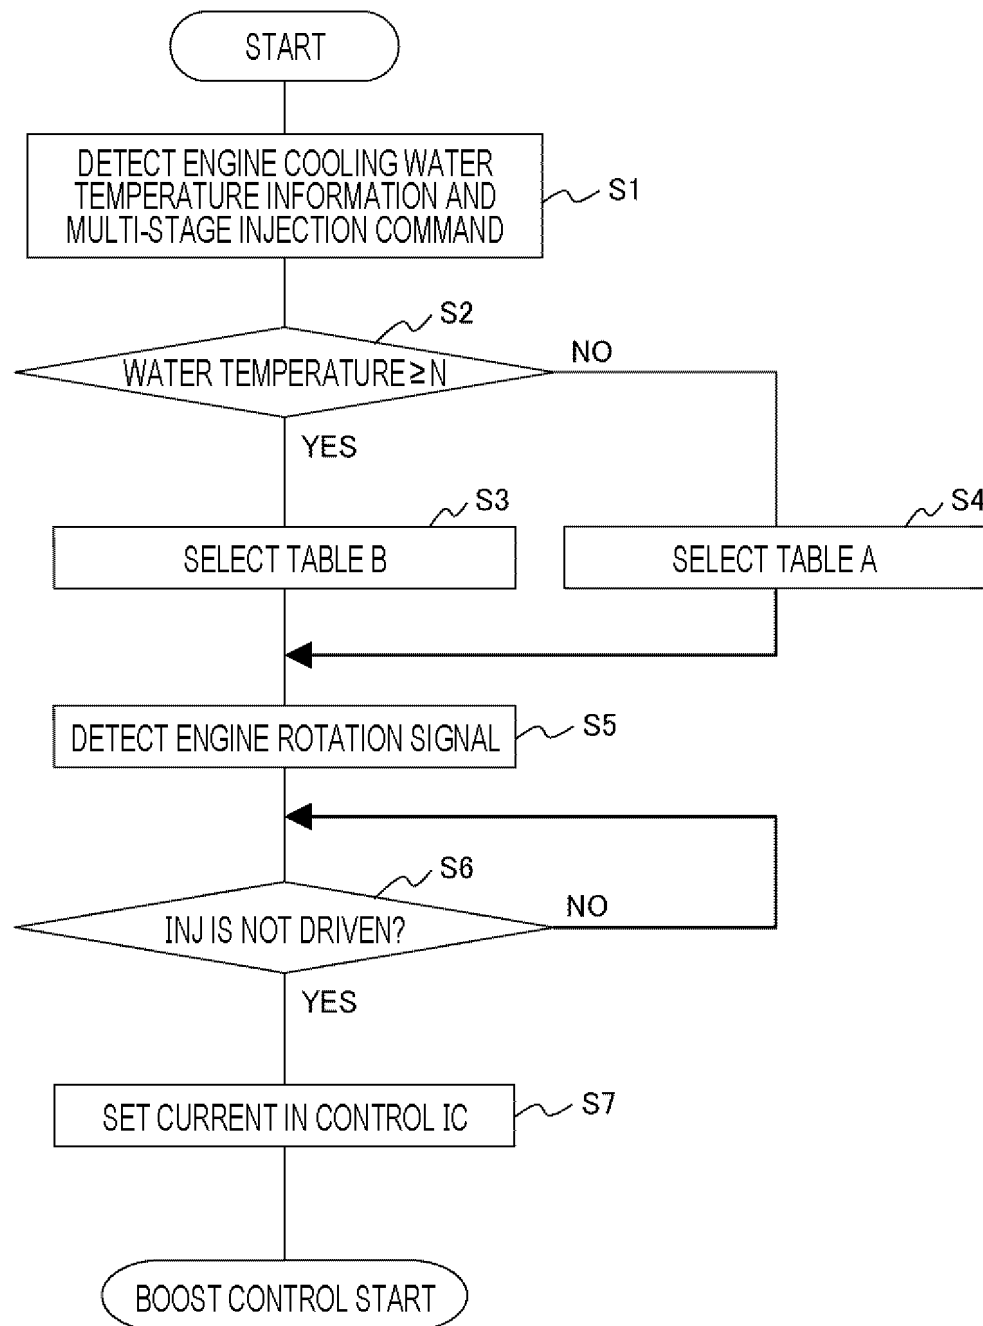 START
DETECT ENGINE COOLING WATER
TEMPERATURE INFORMATION AND
MULTI-STAGE INJECTION COMMAND
S1
S2
WATER TEMPERATURE ≥ N
NO
YES
S3
SELECT TABLE B
S4
SELECT TABLE A
DETECT ENGINE ROTATION SIGNAL
S5
S6
INJ IS NOT DRIVEN?
NO
YES
SET CURRENT IN CONTROL IC
S7
BOOST CONTROL START